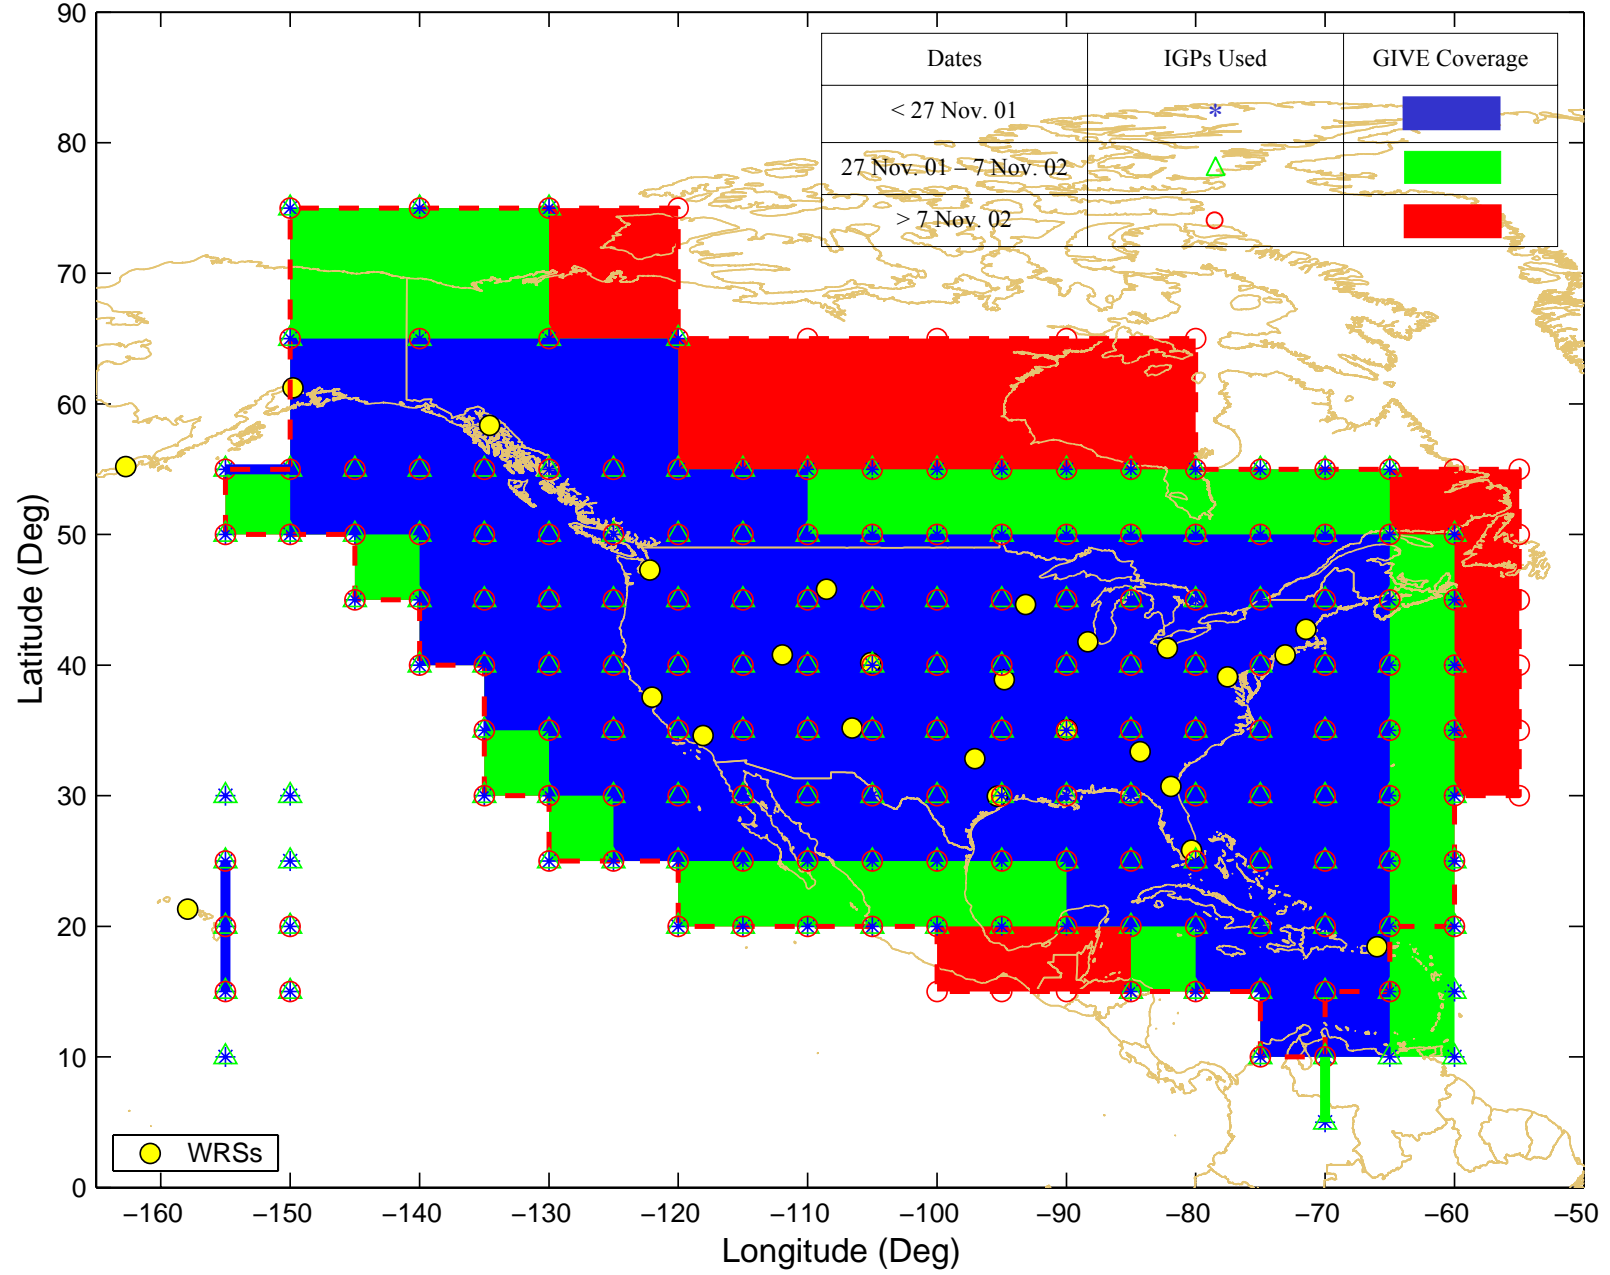 90
80
70
60
50
40
30
20
10
0
Latitude (Deg)
Dates IGPs Used GIVE Coverage
< 27 Nov. 01 *
27 Nov. 01 – 7 Nov. 02
> 7 Nov. 02
WRSs
−160 −150 −140 −130 −120 −110 −100 −90 −80 −70 −60 −50
Longitude (Deg)